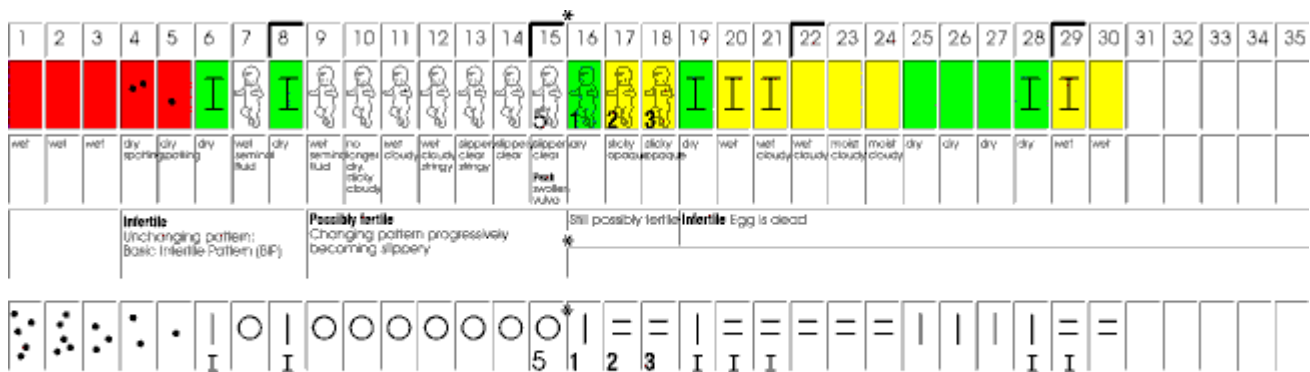 *
1 2 3 4 5 6 7 8 9 10 11 12 13 14 15 16 17 18 19 20 21 22 23 24 25 26 27 28 29 30 31 32 33 34 35
I I I I I I I
5 1 2 3
wet wet wet dry dry dry wet dry wet no wet wet slippery slippery slippery dry sticky sticky dry wet wet wet moist moist dry dry dry dry wet wet
spotting spotting seminal seminal longer cloudy cloudy clear clear clear opaque opaque cloudy cloudy cloudy cloudy
fluid fluid dry, stringy stringy
sticky Peak
cloudy swollen
vulva
Infertile
Unchanging pattern:
Basic Infertile Pattern (BIP)
Possibly fertile
Changing pattern progressively
becoming slippery
Still possibly fertile
Infertile Egg is dead
*
*
5 1 2 3
I I I I I I I